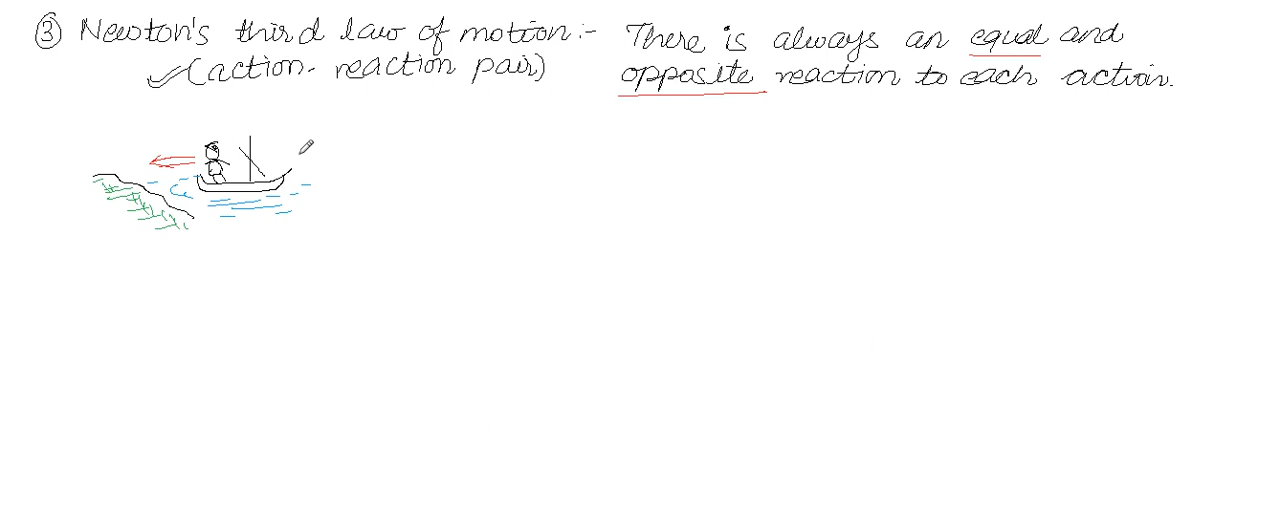 ③ Newton's third law of motion :- There is always an equal and
(action- reaction pair) opposite reaction to each action.